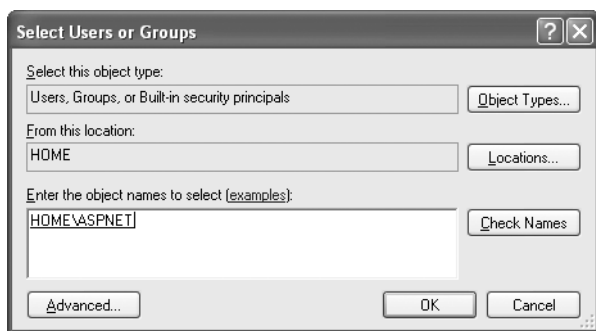 Select Users or Groups
Select this object type:
Users, Groups, or Built-in security principals
Object Types...
From this location:
HOME
Locations...
Enter the object names to select (examples):
HOME\ASPNET
Check Names
Advanced...
OK
Cancel